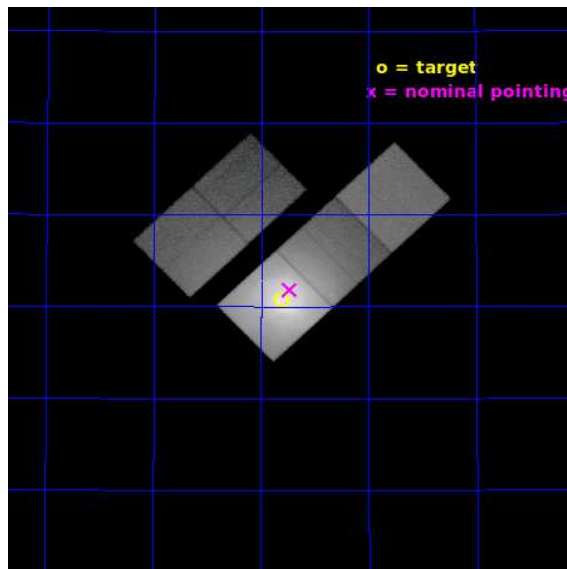 o = target
x = nominal pointing